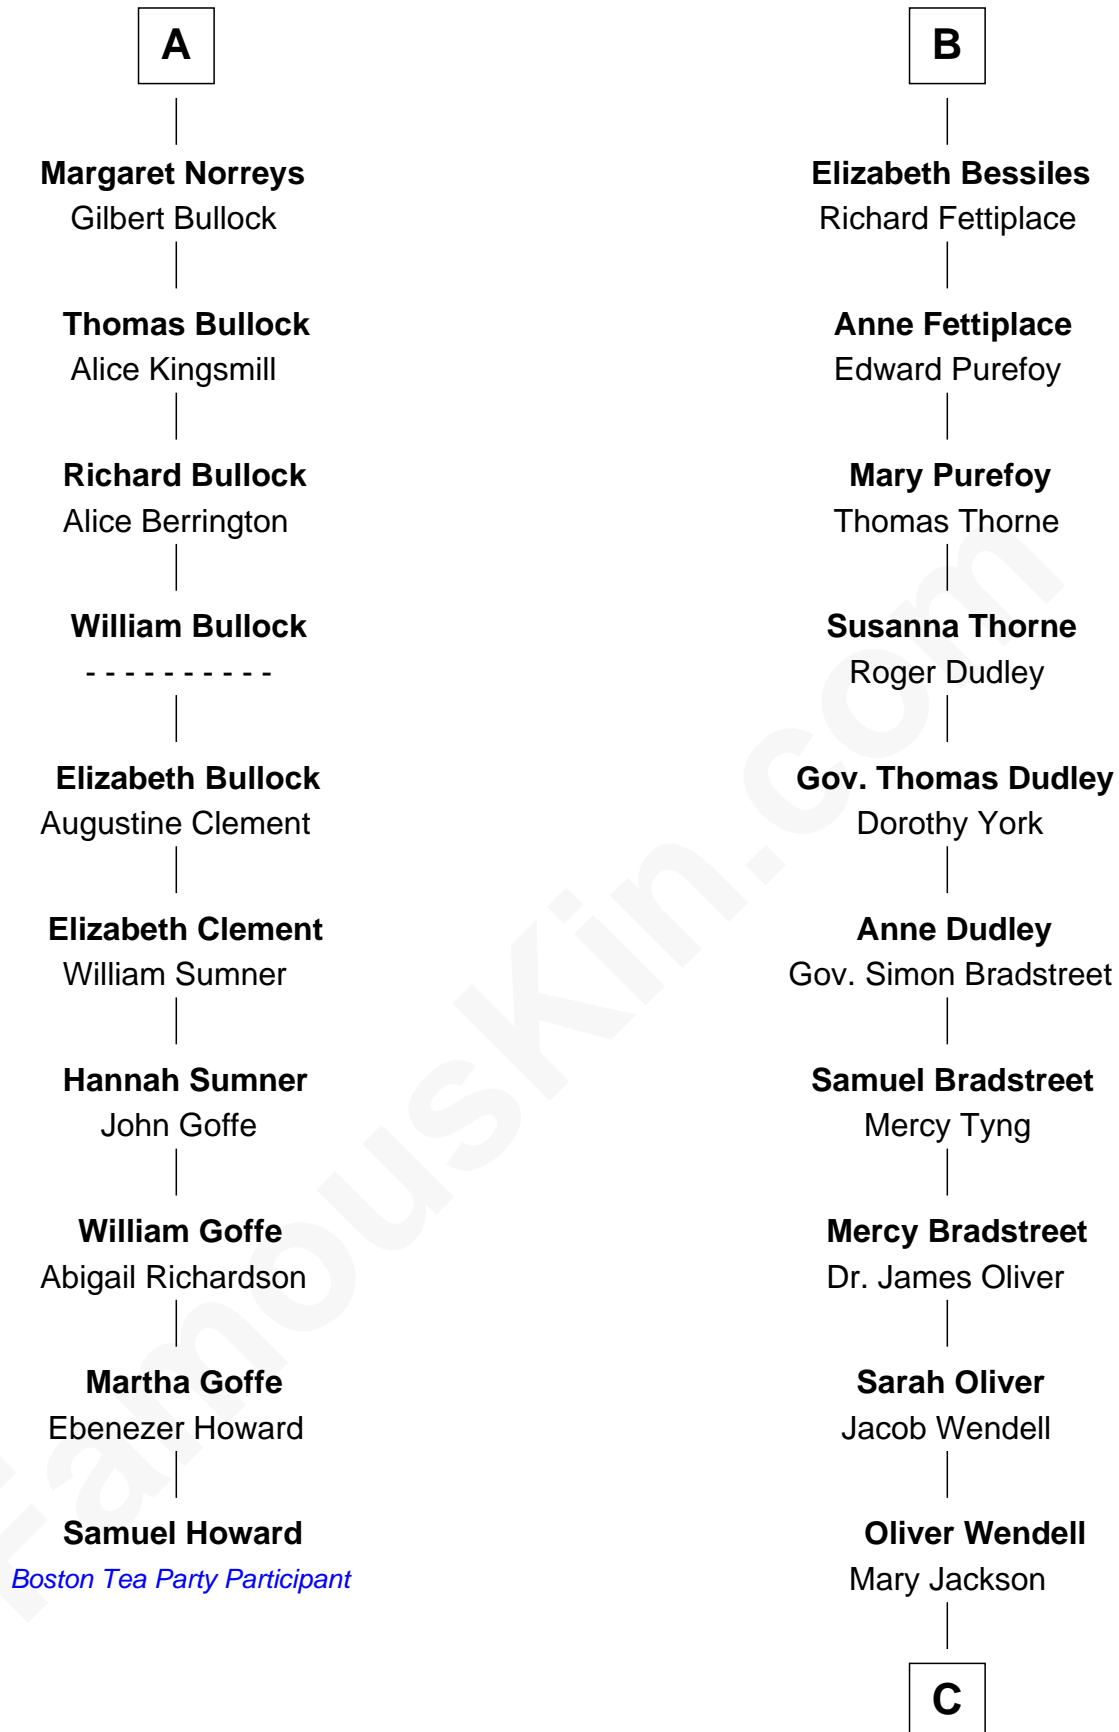 A
Margaret Norreys
Gilbert Bullock
Thomas Bullock
Alice Kingsmill
Richard Bullock
Alice Berrington
William Bullock
- - - - - - - - - -
Elizabeth Bullock
Augustine Clement
Elizabeth Clement
William Sumner
Hannah Sumner
John Goffe
William Goffe
Abigail Richardson
Martha Goffe
Ebenezer Howard
Samuel Howard
Boston Tea Party Participant
B
Elizabeth Bessiles
Richard Fettiplace
Anne Fettiplace
Edward Purefoy
Mary Purefoy
Thomas Thorne
Susanna Thorne
Roger Dudley
Gov. Thomas Dudley
Dorothy York
Anne Dudley
Gov. Simon Bradstreet
Samuel Bradstreet
Mercy Tyng
Mercy Bradstreet
Dr. James Oliver
Sarah Oliver
Jacob Wendell
Oliver Wendell
Mary Jackson
C
FamousKin.com